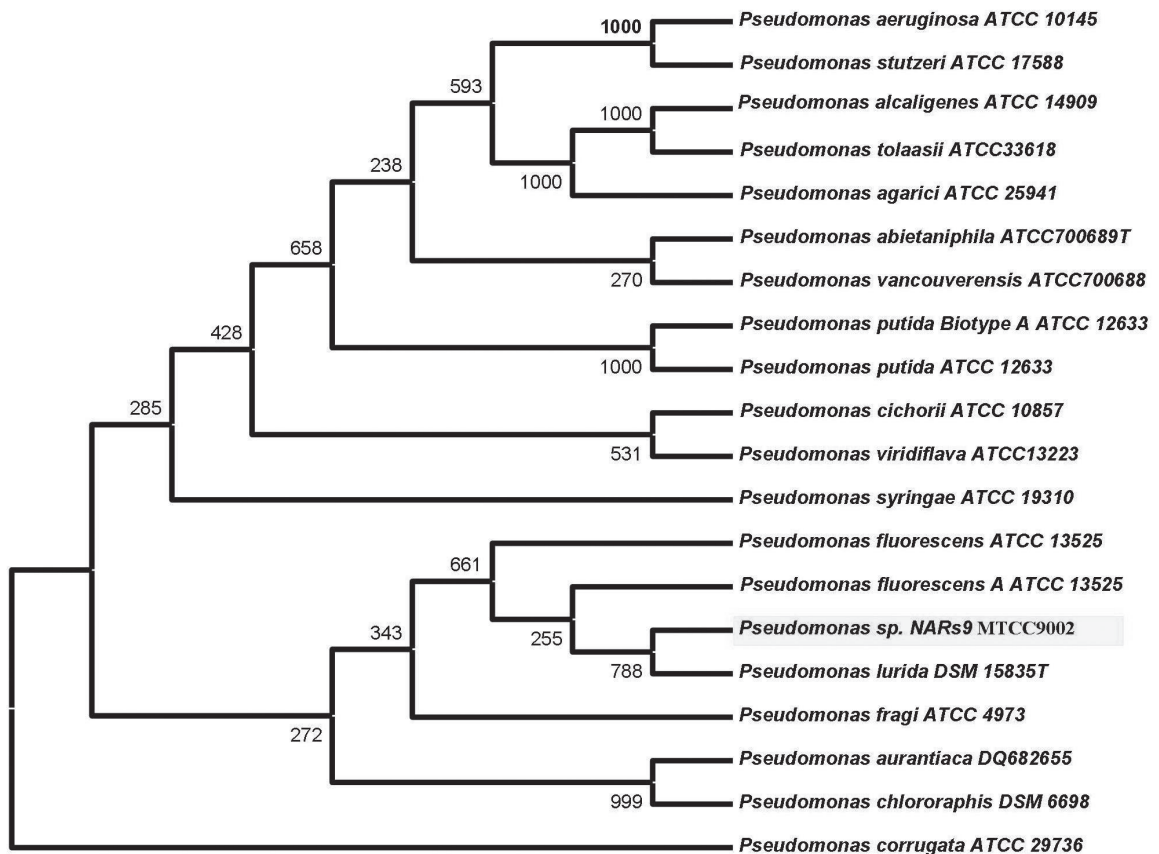 1000
Pseudomonas aeruginosa ATCC 10145
Pseudomonas stutzeri ATCC 17588
593
1000
Pseudomonas alcaligenes ATCC 14909
Pseudomonas tolaasii ATCC33618
238
1000
Pseudomonas agarici ATCC 25941
658
Pseudomonas abietaniphila ATCC700689T
270
Pseudomonas vancouverensis ATCC700688
428
Pseudomonas putida Biotype A ATCC 12633
1000
Pseudomonas putida ATCC 12633
285
Pseudomonas cichorii ATCC 10857
531
Pseudomonas viridiflava ATCC13223
Pseudomonas syringae ATCC 19310
661
Pseudomonas fluorescens ATCC 13525
Pseudomonas fluorescens A ATCC 13525
343
255
Pseudomonas sp. NARs9 MTCC9002
788
Pseudomonas lurida DSM 15835T
272
Pseudomonas fragi ATCC 4973
Pseudomonas aurantiaca DQ682655
999
Pseudomonas chlororaphis DSM 6698
Pseudomonas corrugata ATCC 29736